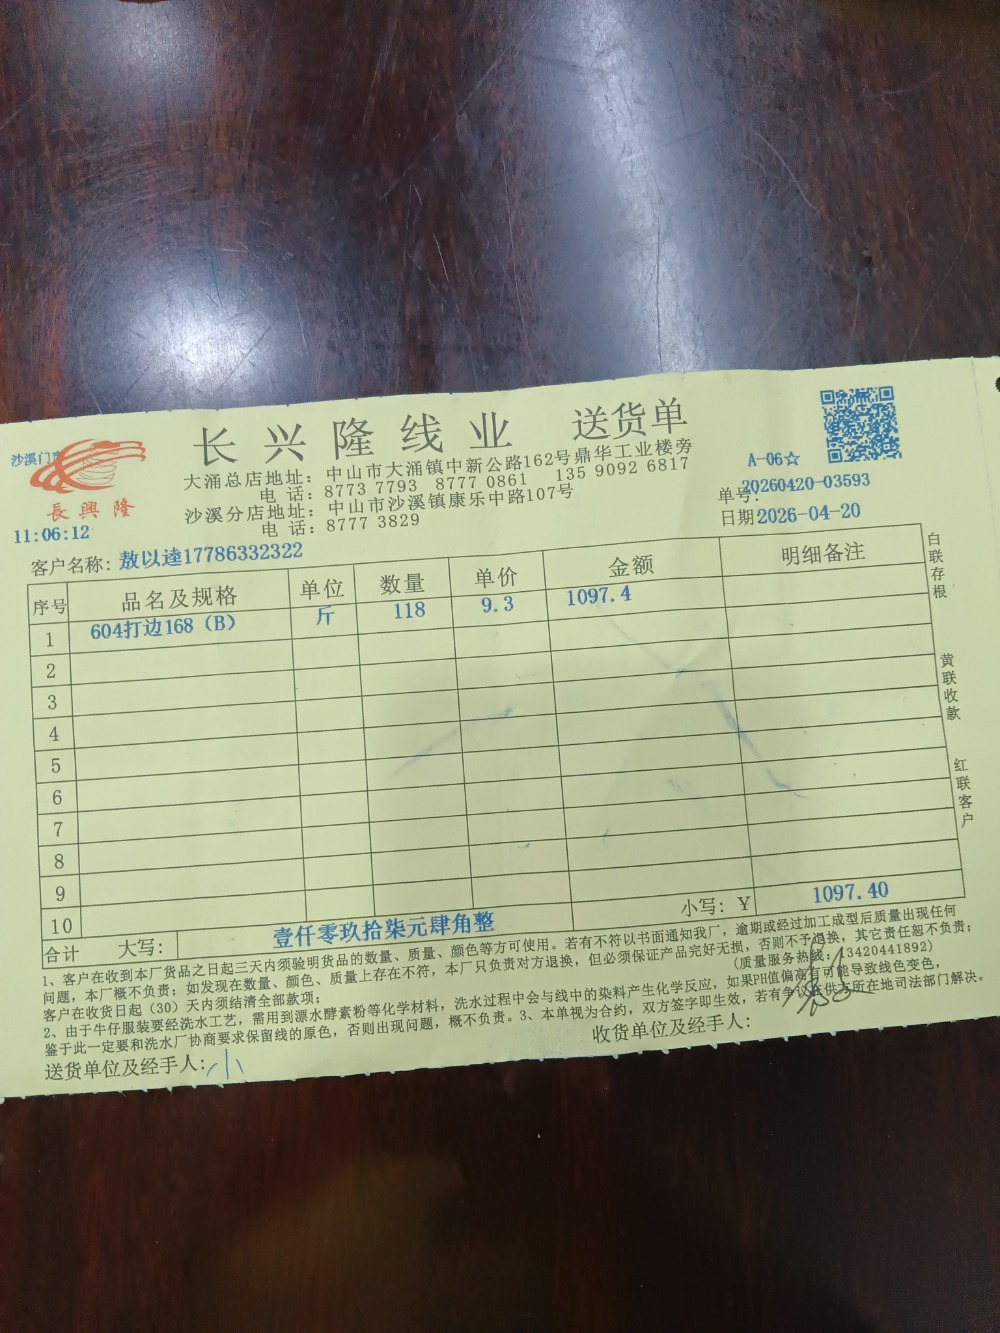 长兴隆线业 送货单
沙溪门市
長興隆
11:06:12
大涌总店地址：中山市大涌镇中新公路162号鼎华工业楼旁
电 话：8773 7793 8777 0861 135 9092 6817
沙溪分店地址：中山市沙溪镇康乐中路107号
电 话：8777 3829
A-06☆
单号：20260420-03593
日期2026-04-20
客户名称：敖以逵17786332322
序号 品名及规格 单位 数量 单价 金额 明细备注
1 604打边168（B） 斤 118 9.3 1097.4
2
3
4
5
6
7
8
9
10
合计 大写： 壹仟零玖拾柒元肆角整 小写：Y 1097.40
白联存根
黄联收款
红联客户
1、客户在收到本厂货品之日起三天内须验明货品的数量、质量、颜色等方可使用。若有不符以书面通知我厂，逾期或经过加工成型后质量出现任何
问题，本厂概不负责；如发现在数量、颜色、质量上存在不符，本厂只负责对方退换，但必须保证产品完好无损，否则不予退换，其它责任恕不负责；
客户在收货日起（30）天内须结清全部款项； (质量服务热线：13420441892)
2、由于牛仔服装要经洗水工艺，需用到漂水酵素粉等化学材料，洗水过程中会与线中的染料产生化学反应，如果PH值偏高有可能导致线色变色，
鉴于此一定要和洗水厂协商要求保留线的原色，否则出现问题，概不负责。3、本单视为合约，双方签字即生效，若有争议在供方所在地司法部门解决。
送货单位及经手人：小
收货单位及经手人：